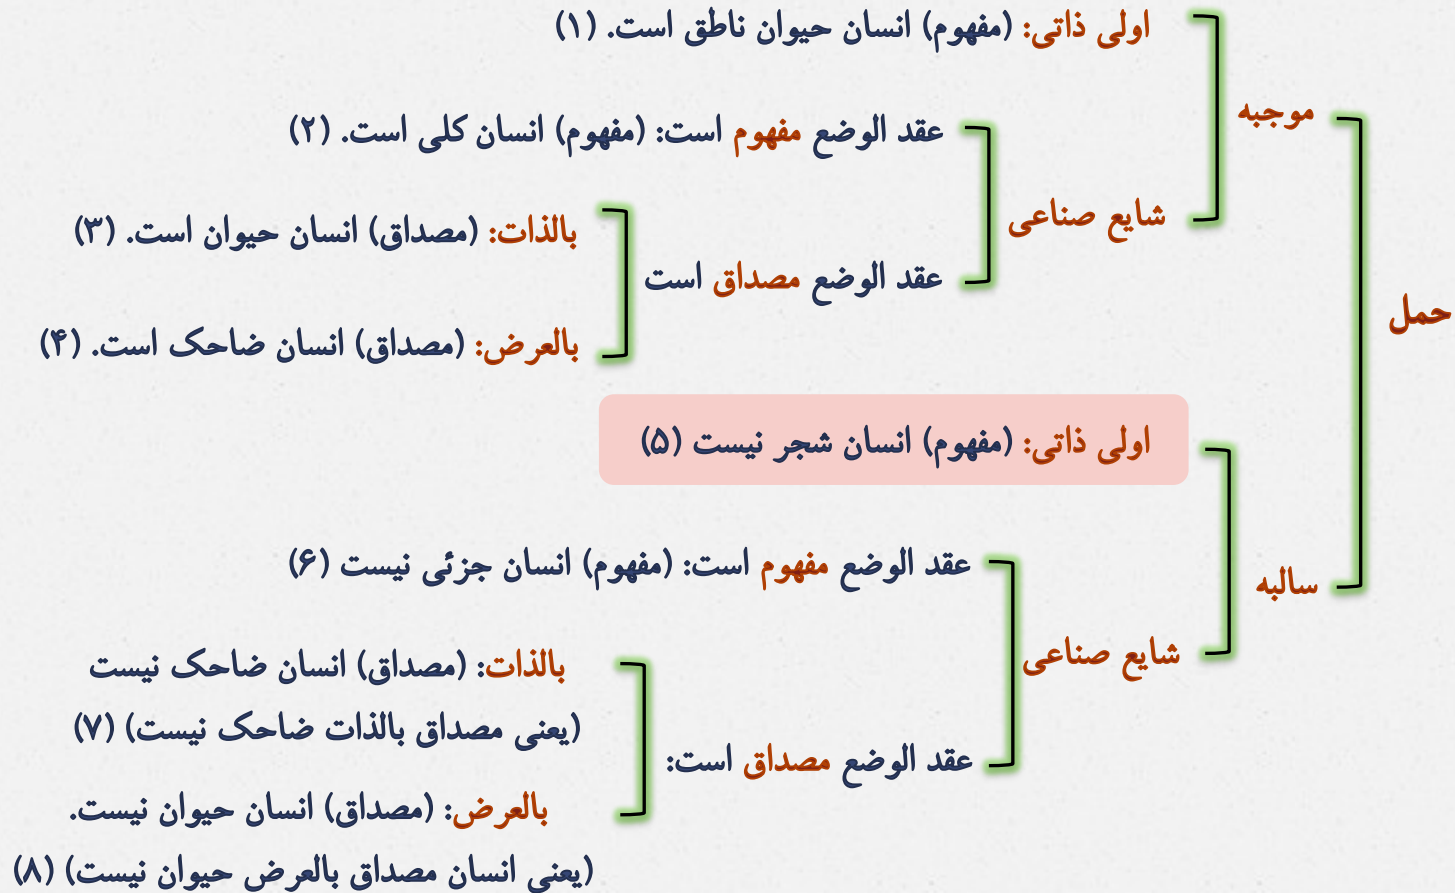 حمل
موجبه
اولی ذاتی: (مفهوم) انسان حیوان ناطق است. (۱)
شایع صناعی
عقد الوضع مفهوم است: (مفهوم) انسان کلی است. (۲)
عقد الوضع مصداق است
بالذات: (مصداق) انسان حیوان است. (۳)
بالعرض: (مصداق) انسان ضاحک است. (۴)
سالبه
اولی ذاتی: (مفهوم) انسان شجر نیست (۵)
شایع صناعی
عقد الوضع مفهوم است: (مفهوم) انسان جزئی نیست (۶)
عقد الوضع مصداق است:
بالذات: (مصداق) انسان ضاحک نیست
(یعنی مصداق بالذات ضاحک نیست) (۷)
بالعرض: (مصداق) انسان حیوان نیست.
(یعنی انسان مصداق بالعرض حیوان نیست) (۸)